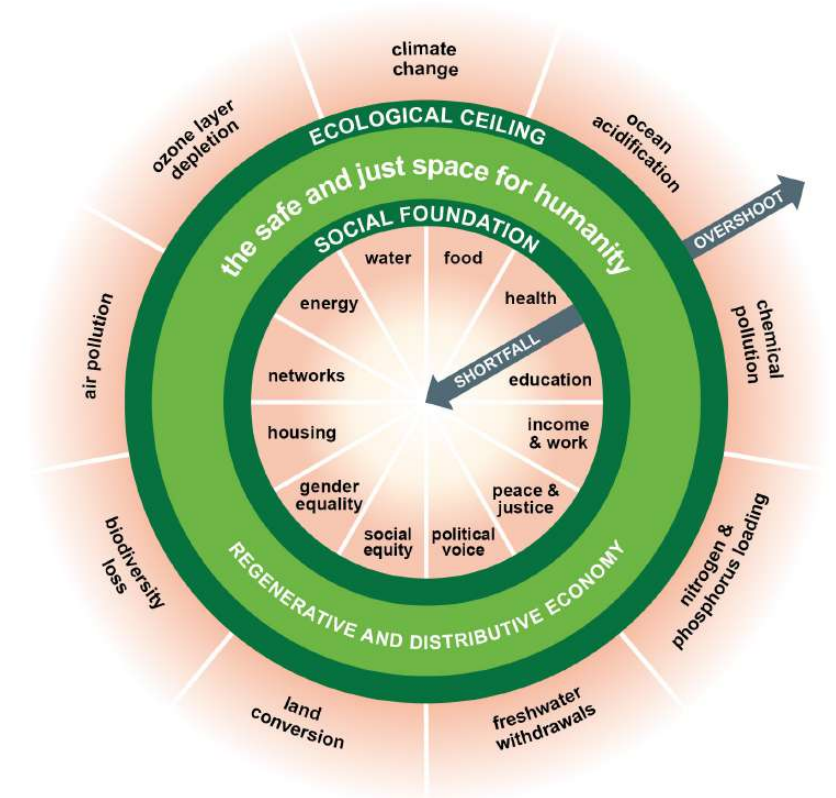 climate
change
ocean
acidification
OVERSHOOT
chemical
pollution
nitrogen &
phosphorus loading
freshwater
withdrawals
land
conversion
biodiversity
loss
air pollution
ozone layer
depletion
ECOLOGICAL CEILING
the safe and just space for humanity
SOCIAL FOUNDATION
water
food
health
SHORTFALL
education
income
& work
peace &
justice
political
voice
social
equity
gender
equality
housing
networks
energy
REGENERATIVE AND DISTRIBUTIVE ECONOMY